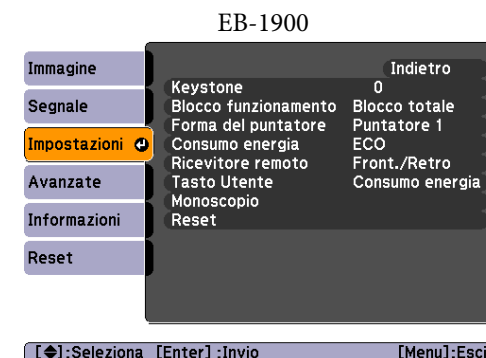 EB-1900
Immagine
Segnale
Impostazioni
Avanzate
Informazioni
Reset
Indietro
Keystone 0
Blocco funzionamento Blocco totale
Forma del puntatore Puntatore 1
Consumo energia ECO
Ricevitore remoto Front./Retro
Tasto Utente Consumo energia
Monoscopio
Reset
[◆]:Seleziona [Enter] :Invio [Menu]:Esci